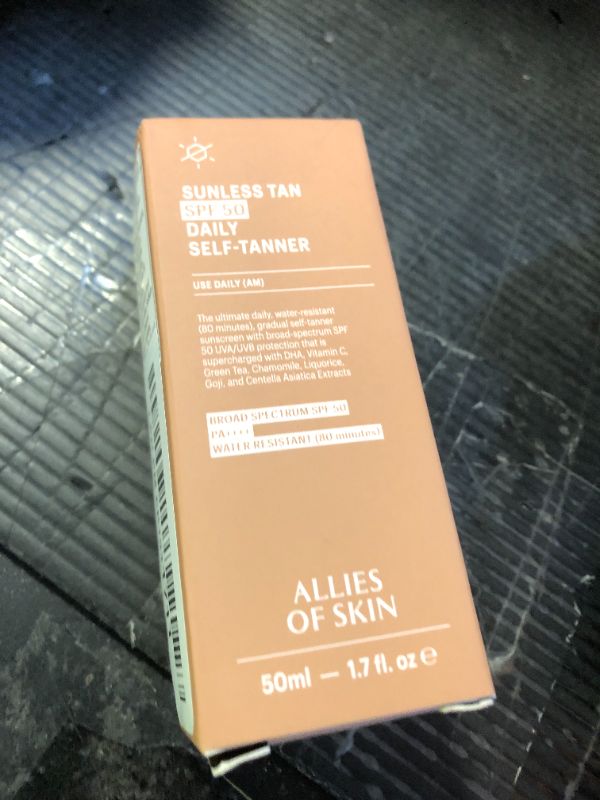 SUNLESS TAN
SPF 50
DAILY
SELF-TANNER
USE DAILY (AM)
The ultimate daily, water-resistant
(80 minutes), gradual self-tanner
sunscreen with broad-spectrum SPF
50 UVA/UVB protection that is
supercharged with DHA, Vitamin C,
Green Tea, Chamomile, Liquorice,
Goji, and Centella Asiatica Extracts
BROAD SPECTRUM SPF 50
PA++++
WATER RESISTANT (80 minutes)
ALLIES
OF SKIN
50ml — 1.7 fl. oz e